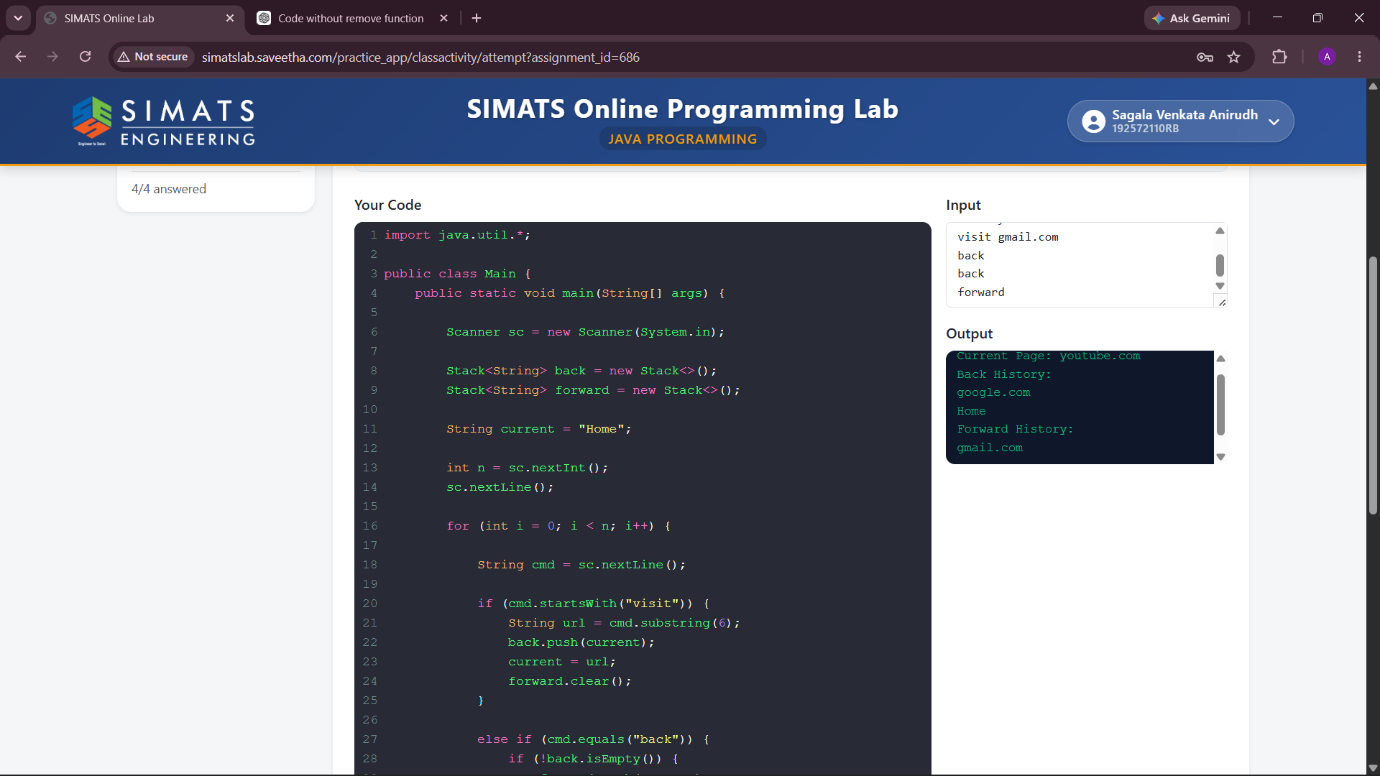 SIMATS Online Lab
Code without remove function
Ask Gemini
Not secure
simatslab.saveetha.com/practice_app/classactivity/attempt?assignment_id=686
A
SIMATS
ENGINEERING
SIMATS Online Programming Lab
JAVA PROGRAMMING
Sagala Venkata Anirudh
192572110RB
4/4 answered
Your Code
1 import java.util.*;
2
3 public class Main {
4 public static void main(String[] args) {
5
6 Scanner sc = new Scanner(System.in);
7
8 Stack<String> back = new Stack<>();
9 Stack<String> forward = new Stack<>();
10
11 String current = "Home";
12
13 int n = sc.nextInt();
14 sc.nextLine();
15
16 for (int i = 0; i < n; i++) {
17
18 String cmd = sc.nextLine();
19
20 if (cmd.startsWith("visit")) {
21 String url = cmd.substring(6);
22 back.push(current);
23 current = url;
24 forward.clear();
25 }
26
27 else if (cmd.equals("back")) {
28 if (!back.isEmpty()) {
Input
visit gmail.com
back
back
forward
Output
Current Page: youtube.com
Back History:
google.com
Home
Forward History:
gmail.com